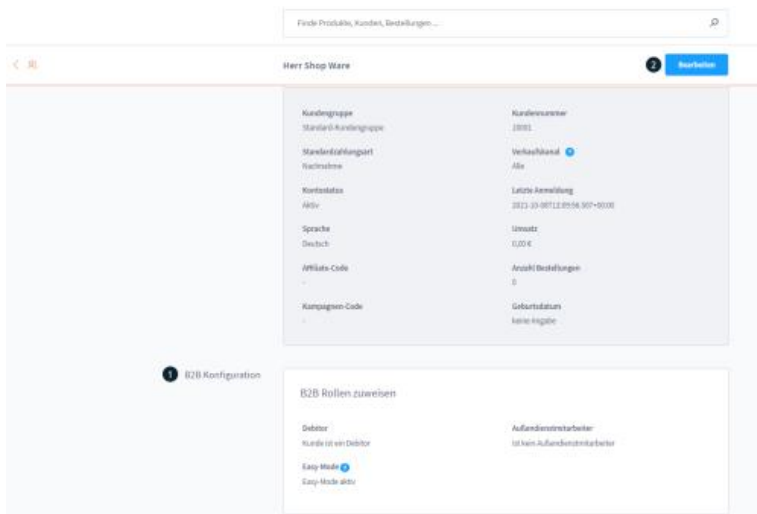 Finde Produkte, Kunden, Bestellungen ...
Herr Shop Ware
2 Bearbeiten
Kundengruppe Kundennummer
Standard-Kundengruppe
Standardzahlungsart Verkaufskanal
Nachnahme Alle
Kontostatus Letzte Anmeldung
Aktiv
Sprache Umsatz
Deutsch 0,00 €
Affiliate-Code Anzahl Bestellungen
- 0
Kampagnen-Code Geburtsdatum
- keine Angabe
1 B2B Konfiguration
B2B Rollen zuweisen
Debitor Außendienstmitarbeiter
Kunde ist ein Debitor Ist kein Außendienstmitarbeiter
Easy-Mode
Easy-Mode aktiv